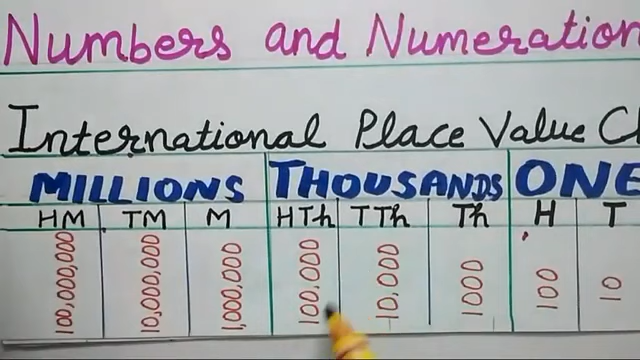 Numbers and Numeration
International Place Value Ch
MILLIONS THOUSANDS ONE
HM TM M HTh TTh Th H T
100,000,000 10,000,000 1,000,000 100,000 10,000 1000 100 10